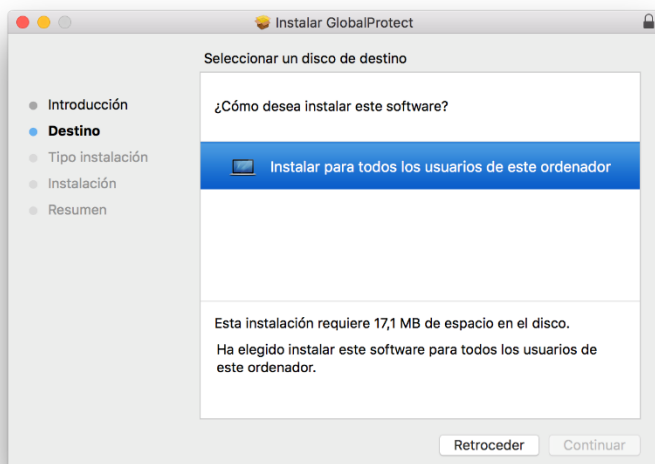 Instalar GlobalProtect
Seleccionar un disco de destino
Introducción
Destino
Tipo instalación
Instalación
Resumen
¿Cómo desea instalar este software?
Instalar para todos los usuarios de este ordenador
Esta instalación requiere 17,1 MB de espacio en el disco.
Ha elegido instalar este software para todos los usuarios de
este ordenador.
Retroceder
Continuar